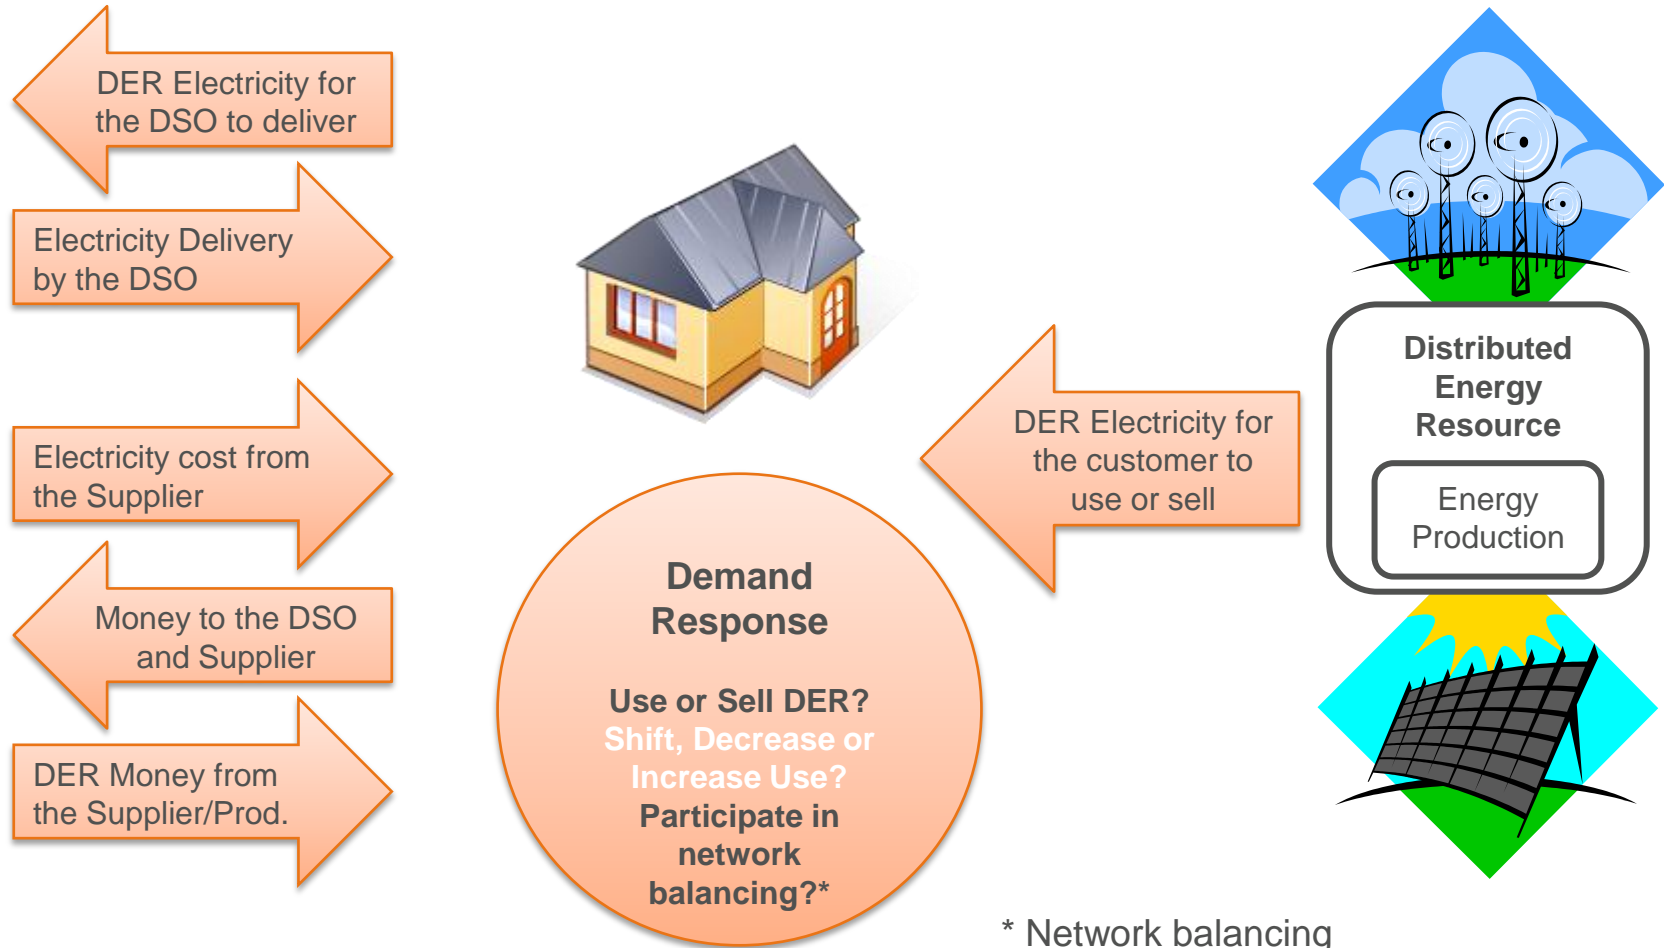 DER Electricity for
the DSO to deliver
Electricity Delivery
by the DSO
Electricity cost from
the Supplier
Money to the DSO
and Supplier
DER Money from
the Supplier/Prod.
Demand
Response
Use or Sell DER?
Shift, Decrease or
Increase Use?
Participate in
network
balancing?*
DER Electricity for
the customer to
use or sell
Distributed
Energy
Resource
Energy
Production
* Network balancing